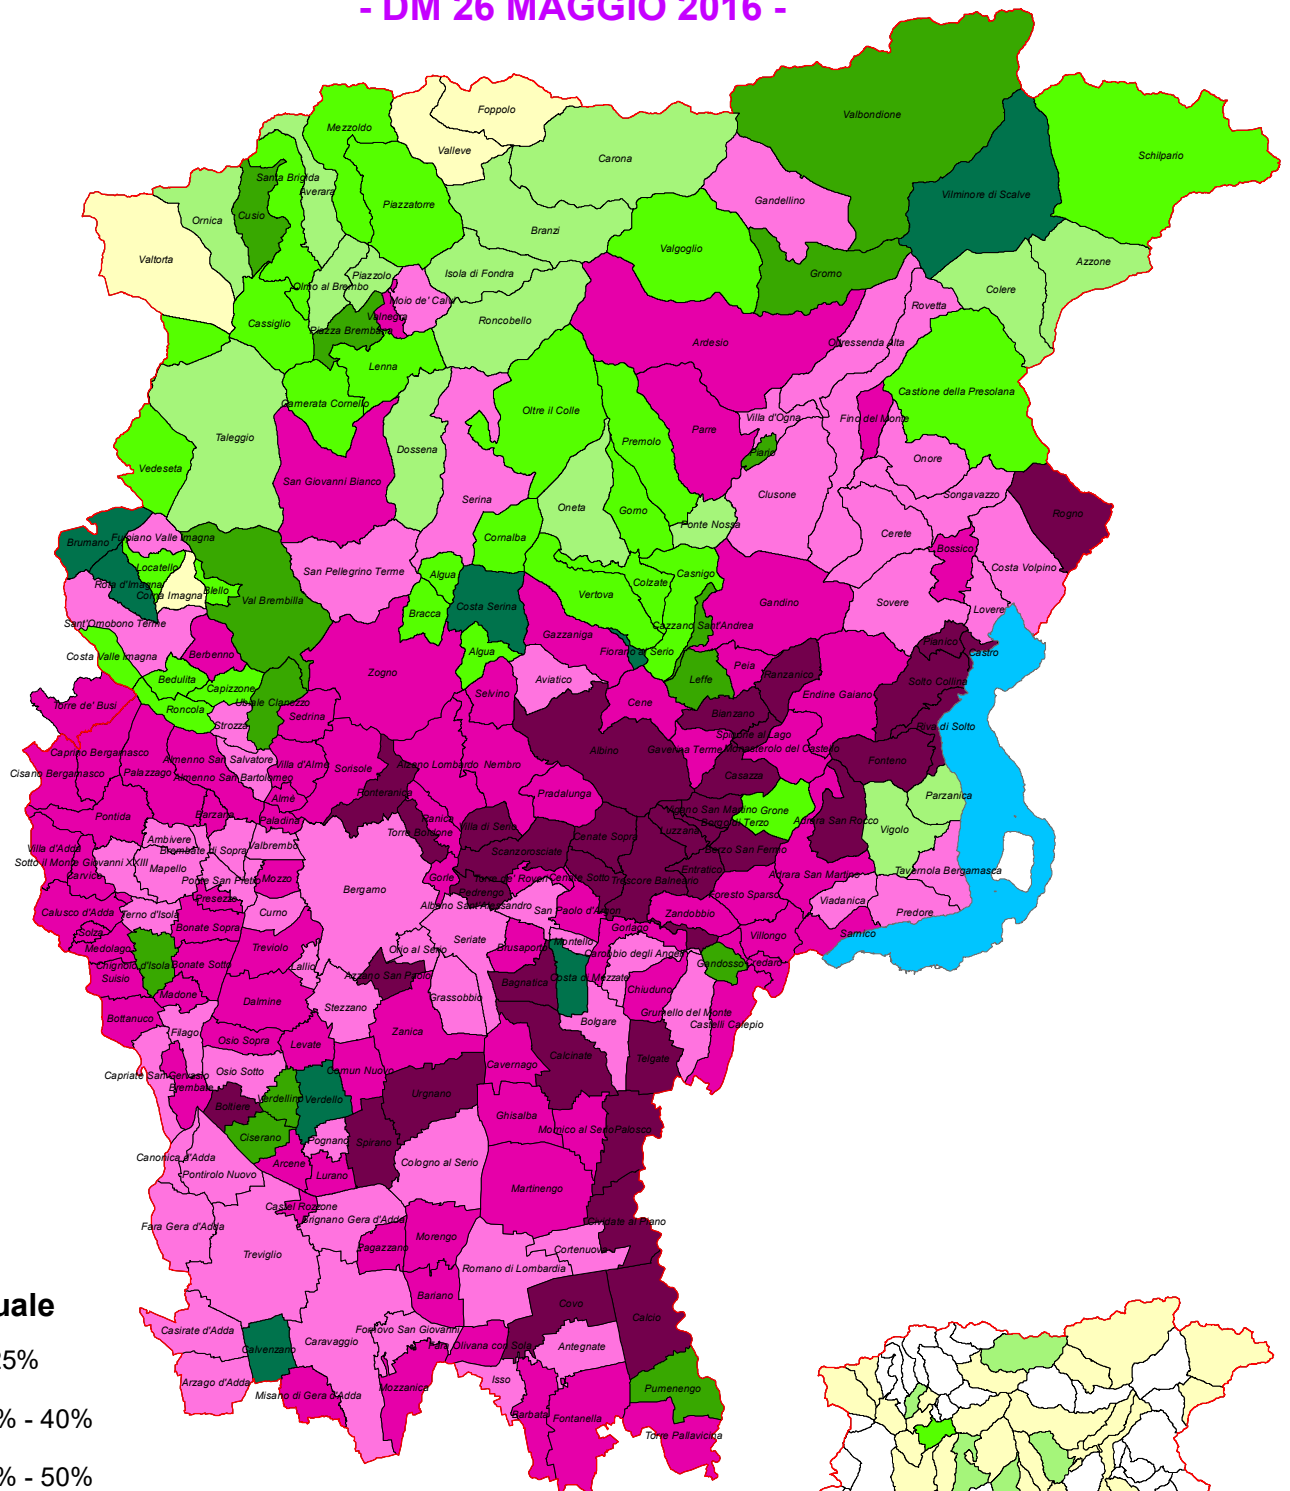 - DM 26 MAGGIO 2016 -
Foppolo
Mezzoldo
Valleve
Valbondione
Carona
Schilpario
Santa Brigida
Averara
Vilminore di Scalve
Gandellino
Piazzatorre
Cusio
Ornica
Branzi
Valgoglio
Valtorta
Azzone
Gromo
Isola di Fondra
Piazzolo
Olmo al Brembo
Colere
Moio de' Calvi
Rovetta
Valnegra
Cassiglio
Roncobello
Piazza Brembana
Ardesio
Lenna
Castione della Presolana
Camerata Cornello
Oltre il Colle
Villa d'Ogna
Fino del Monte
Parre
Taleggio
Premolo
Dossena
Piario
Onore
Vedeseta
San Giovanni Bianco
Clusone
Songavazzo
Serina
Oneta
Gorno
Rogno
Ponte Nossa
Cerete
Cornalba
Fuipiano Valle Imagna
Brumano
Bossico
Costa Volpino
Locatello
San Pellegrino Terme
Algua
Casnigo
Colzate
Rota d'Imagna
Blello
Corna Imagna
Vertova
Val Brembilla
Sovere
Gandino
Costa Serina
Lovere
Bracca
Sant'Omobono Terme
Cazzano Sant'Andrea
Gazzaniga
Pianico
Costa Valle Imagna
Berbenno
Algua
Fiorano al Serio
Castro
Peia
Zogno
Ranzanico
Bedulita
Aviatico
Leffe
Solto Collina
Capizzone
Selvino
Endine Gaiano
Ubiale Clanezzo
Cene
Torre de' Busi
Roncola
Bianzano
Sedrina
Strozza
Riva di Solto
Spinone al Lago
Caprino Bergamasco
Albino
Gaverina Terme
Monasterolo del Castello
Almenno San Salvatore
Fonteno
Villa d'Almè
Sorisole
Alzano Lombardo
Nembro
Cisano Bergamasco
Palazzago
Almenno San Bartolomeo
Casazza
Ponteranica
Pradalunga
Parzanica
Almè
Grone
Pontida
Barzana
Paladina
Ranica
Adrara San Rocco
Villa di Serio
Vigolo
Torre Boldone
Cenate Sopra
Luzzana
Ambivere
Valbrembo
Villa d'Adda
Brembate di Sopra
Scanzorosciate
Sotto il Monte Giovanni XXIII
Mapello
Entratico
Tavernola Bergamasca
Carvice
Ponte San Pietro
Mozzo
Gorle
Torre de' Roveri
Cenate Sotto
Trescore Balneario
Adrara San Martino
Bergamo
Pedrengo
Foresto Sparso
Presezzo
Viadanica
Albano Sant'Alessandro
San Paolo d'Argon
Calusco d'Adda
Terno d'Isola
Curno
Zandobbio
Predore
Bonate Sopra
Gorlago
Solza
Seriate
Montello
Villongo
Sarnico
Medolago
Treviolo
Orio al Serio
Brusaporto
Carobbio degli Angeli
Chignolo d'Isola
Bonate Sotto
Lallio
Gandosso
Credaro
Suisio
Azzano San Paolo
Costa di Mezzate
Bagnatica
Chiuduno
Madone
Dalmine
Stezzano
Grassobbio
Grumello del Monte
Bottanuco
Bolgare
Castelli Calepio
Filago
Zanica
Osio Sopra
Levate
Calcinate
Telgate
Capriate San Gervasio
Osio Sotto
Comun Nuovo
Cavernago
Brembate
Urgnano
Verdellino
Verdello
Boltiere
Ghisalba
Mornico al Serio
Palosco
Ciserano
Pognano
Spirano
Canonica d'Adda
Arcene
Cologno al Serio
Pontirolo Nuovo
Lurano
Martinengo
Castel Rozzone
Brignano Gera d'Adda
Cividate al Piano
Fara Gera d'Adda
Morengo
Pagazzano
Cortenuova
Treviglio
Romano di Lombardia
Bariano
Covo
uale
Calcio
Casirate d'Adda
Fornovo San Giovanni
Caravaggio
Fara Olivana con Sola
Antegnate
Calvenzano
25%
Arzago d'Adda
Isso
Mozzanica
Pumenengo
Misano di Gera d'Adda
Barbata
Fontanella
% - 40%
Torre Pallavicina
% - 50%